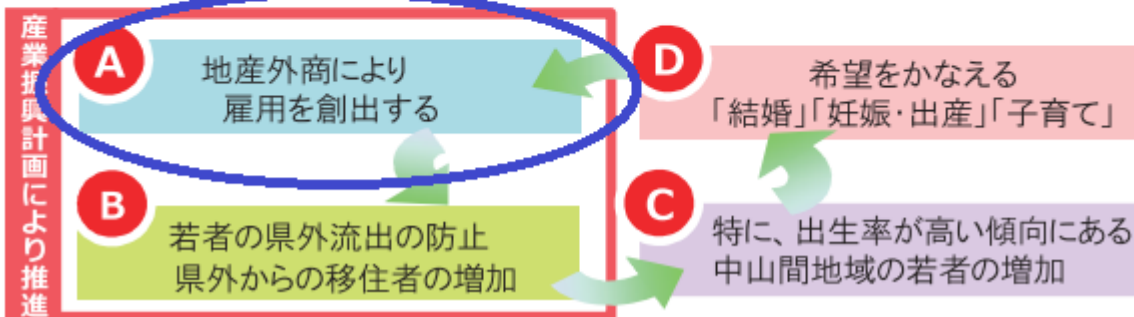 産業振興計画により推進
A
地産外商により
雇用を創出する
B
若者の県外流出の防止
県外からの移住者の増加
D
希望をかなえる
「結婚」「妊娠・出産」「子育て」
C
特に、出生率が高い傾向にある
中山間地域の若者の増加